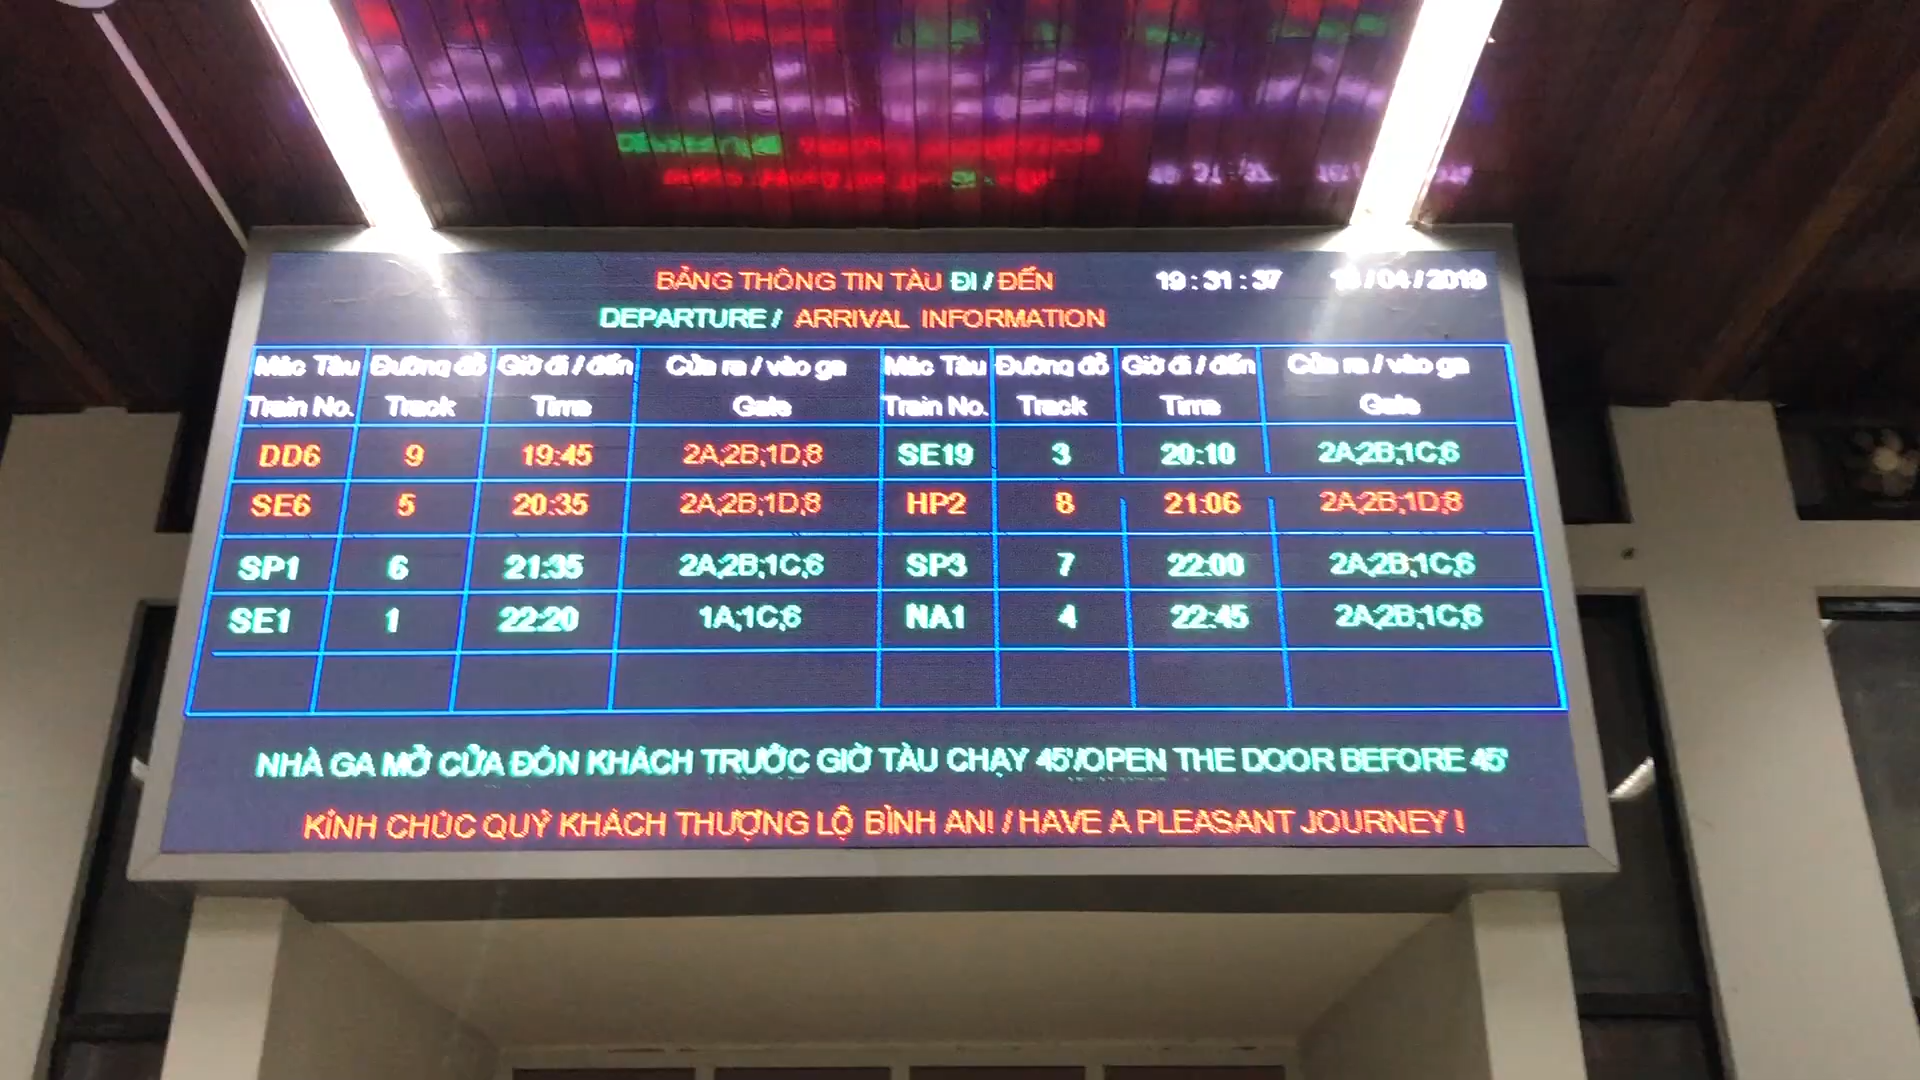 BẢNG THÔNG TIN TÀU ĐI / ĐẾN 19:31:37 /04/2019
DEPARTURE / ARRIVAL INFORMATION
Mác Tàu Đường đỗ Giờ đi / đến Cửa ra / vào ga Mác Tàu Đường đỗ Giờ đi / đến Cửa ra / vào ga
Train No. Track Time Gate Train No. Track Time Gate
DD6 9 19:45 2A,2B;1D,8 SE19 3 20:10 2A,2B;1C,6
SE6 5 20:35 2A,2B;1D,8 HP2 8 21:06 2A,2B;1D,8
SP1 6 21:35 2A,2B;1C,6 SP3 7 22:00 2A,2B;1C,6
SE1 1 22:20 1A,1C,6 NA1 4 22:45 2A,2B;1C,6
NHÀ GA MỞ CỬA ĐÓN KHÁCH TRƯỚC GIỜ TÀU CHẠY 45'/OPEN THE DOOR BEFORE 45'
KÍNH CHÚC QUÝ KHÁCH THƯỢNG LỘ BÌNH AN! / HAVE A PLEASANT JOURNEY !